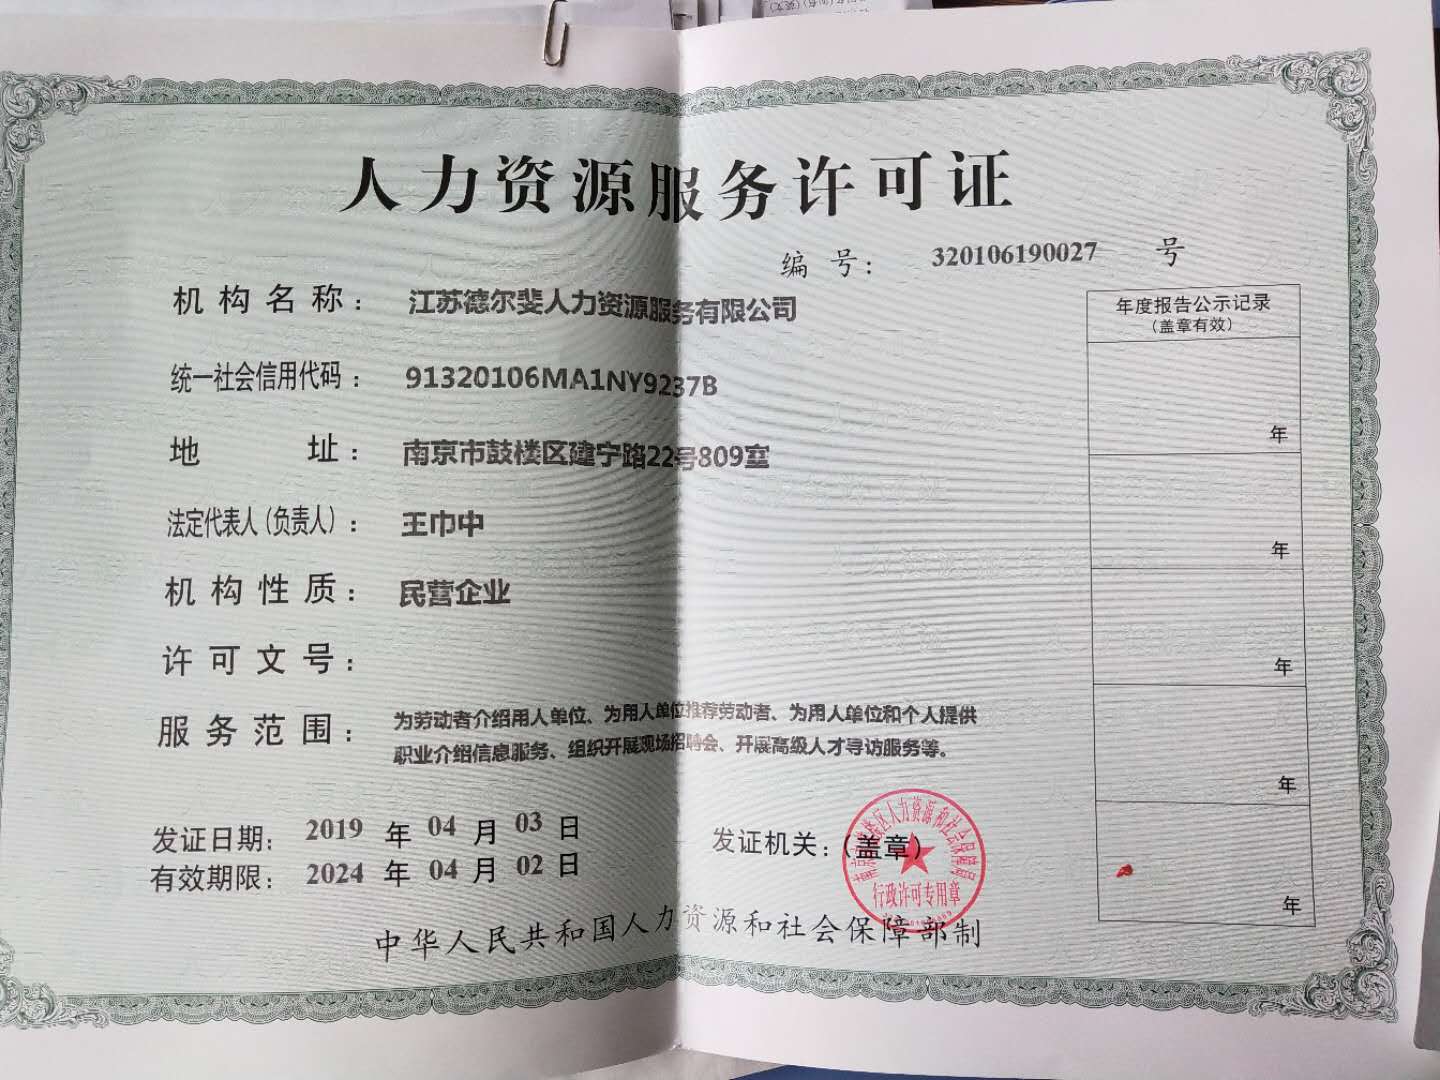 人力资源服务许可证
编号: 320106190027 号
机构名称: 江苏德尔斐人力资源服务有限公司
统一社会信用代码: 91320106MA1NY9237B
地址: 南京市鼓楼区建宁路22号809室
法定代表人(负责人): 王巾中
机构性质: 民营企业
许可文号:
服务范围: 为劳动者介绍用人单位、为用人单位推荐劳动者、为用人单位和个人提供
职业介绍信息服务、组织开展现场招聘会、开展高级人才寻访服务等。
发证日期: 2019 年 04 月 03 日
有效期限: 2024 年 04 月 02 日
发证机关:(盖章)
南京市鼓楼区人力资源和社会保障局
行政许可专用章
中华人民共和国人力资源和社会保障部制
年度报告公示记录
(盖章有效)
年
年
年
年
年